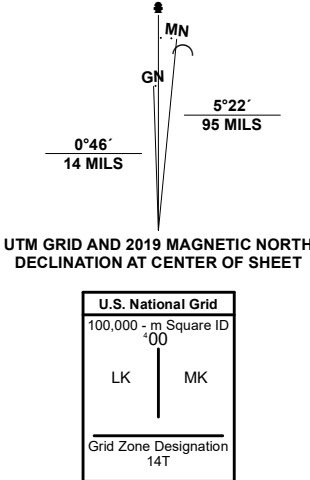 MN
GN
5°22´
95 MILS
0°46´
14 MILS
UTM GRID AND 2019 MAGNETIC NORTH
DECLINATION AT CENTER OF SHEET
U.S. National Grid
100,000 - m Square ID
⁴00
LK MK
Grid Zone Designation
14T